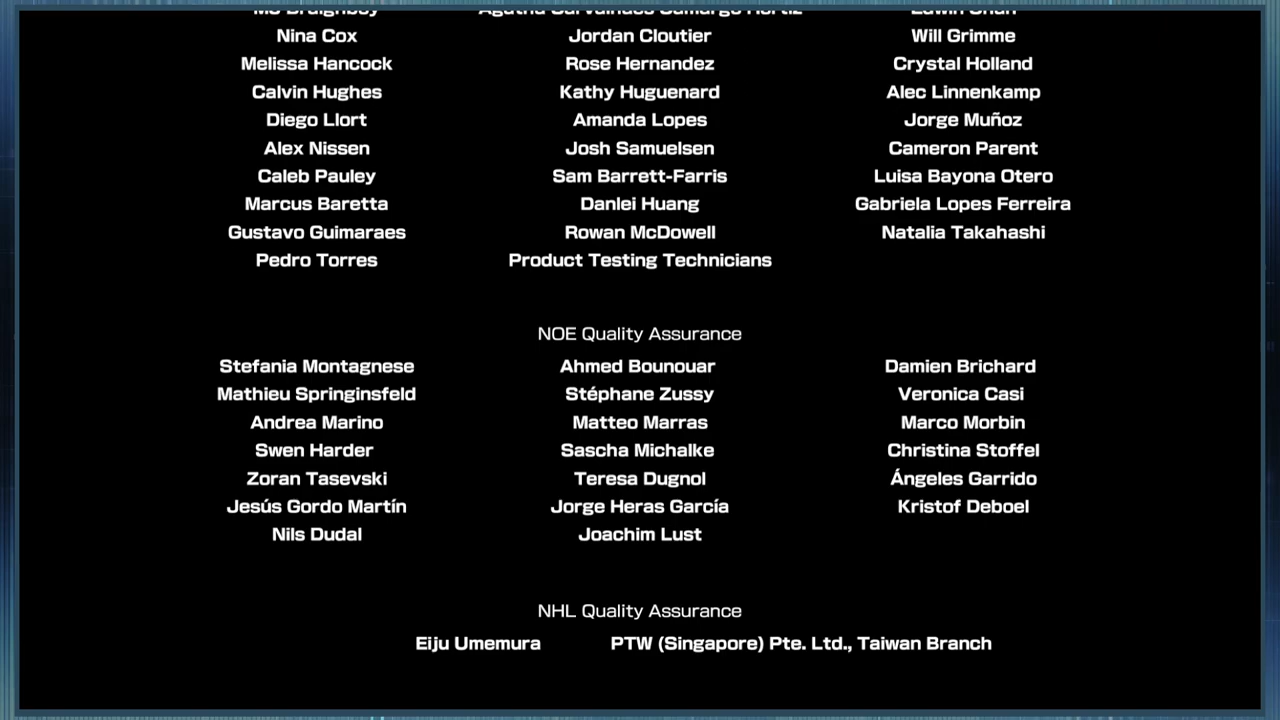 Nina Cox Jordan Cloutier Will Grimme
Melissa Hancock Rose Hernandez Crystal Holland
Calvin Hughes Kathy Huguenard Alec Linnenkamp
Diego Llort Amanda Lopes Jorge Muñoz
Alex Nissen Josh Samuelsen Cameron Parent
Caleb Pauley Sam Barrett-Farris Luisa Bayona Otero
Marcus Baretta Danlei Huang Gabriela Lopes Ferreira
Gustavo Guimaraes Rowan McDowell Natalia Takahashi
Pedro Torres Product Testing Technicians
NOE Quality Assurance
Stefania Montagnese Ahmed Bounouar Damien Brichard
Mathieu Springinsfeld Stéphane Zussy Veronica Casi
Andrea Marino Matteo Marras Marco Morbin
Swen Harder Sascha Michalke Christina Stoffel
Zoran Tasevski Teresa Dugnol Ángeles Garrido
Jesús Gordo Martín Jorge Heras García Kristof Deboel
Nils Dudal Joachim Lust
NHL Quality Assurance
Eiju Umemura PTW (Singapore) Pte. Ltd., Taiwan Branch